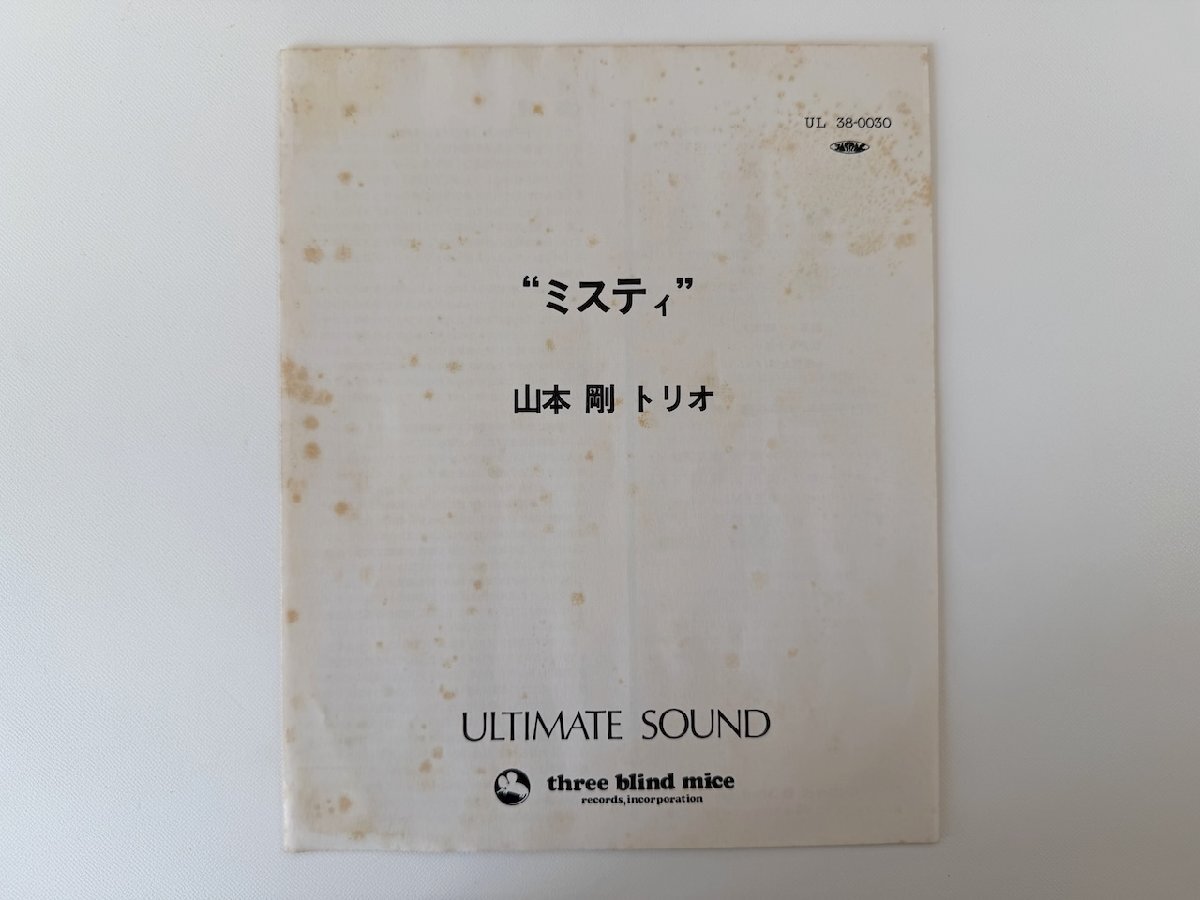 UL 38-0030
“ミスティ”
山本 剛 トリオ
ULTIMATE SOUND
three blind mice
records, incorporation